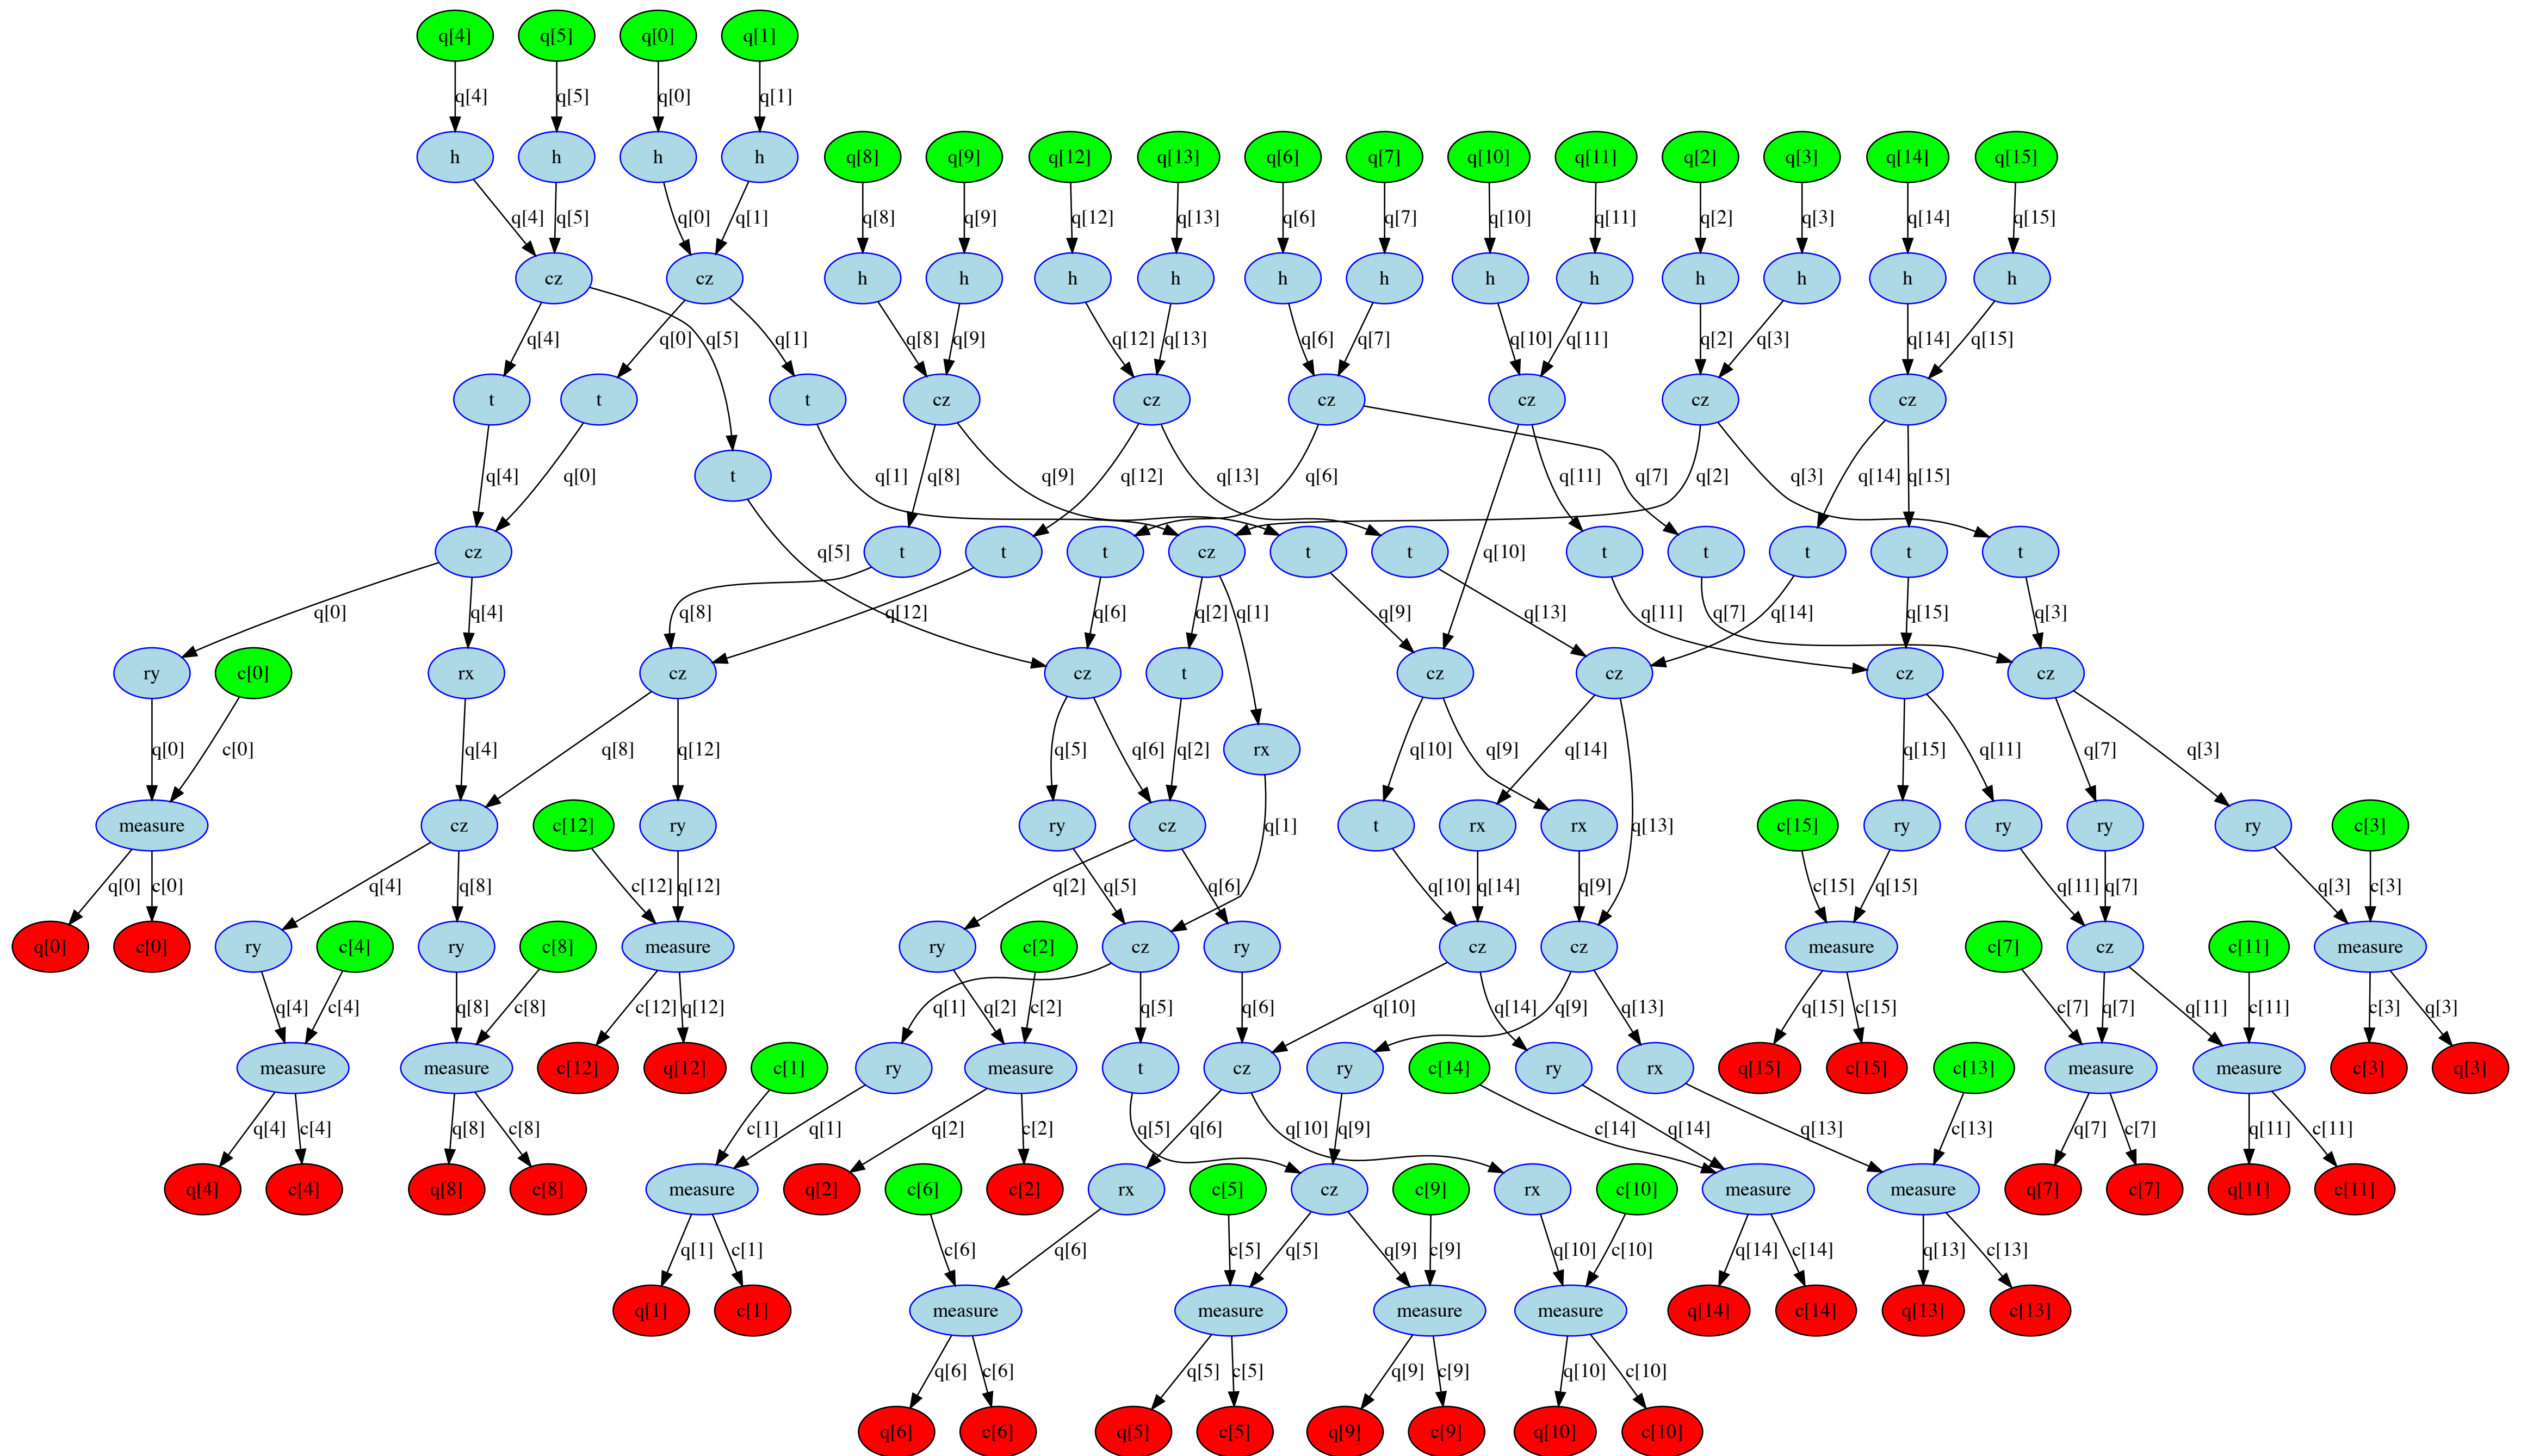 q[4] q[5] q[0] q[1]
q[4] q[5] q[0] q[1]
h h h h q[8] q[9] q[12] q[13] q[6] q[7] q[10] q[11] q[2] q[3] q[14] q[15]
q[4] q[5] q[0] q[1] q[8] q[9] q[12] q[13] q[6] q[7] q[10] q[11] q[2] q[3] q[14] q[15]
cz cz h h h h h h h h h h h h
q[4] q[0] q[5] q[1] q[8] q[9] q[12] q[13] q[6] q[7] q[10] q[11] q[2] q[3] q[14] q[15]
t t t cz cz cz cz cz cz
q[4] q[0] t q[1] q[8] q[9] q[12] q[13] q[6] q[11] q[7] q[2] q[3] q[14] q[15]
cz q[5] t t t cz t t q[10] t t t t t
q[0] q[4] q[8] q[12] q[6] q[2] q[1] q[9] q[13] q[11] q[7] q[14] q[15] q[3]
ry c[0] rx cz cz t cz cz cz cz
q[0] c[0] q[4] q[8] q[12] q[5] q[6] q[2] rx q[10] q[9] q[14] q[15] q[11] q[7] q[3]
measure cz c[12] ry ry cz q[1] t rx rx q[13] c[15] ry ry ry ry c[3]
q[0] c[0] q[4] q[8] c[12] q[12] q[2] q[5] q[6] q[10] q[14] q[9] c[15] q[15] q[11] q[7] q[3] c[3]
q[0] c[0] ry c[4] ry c[8] measure ry c[2] cz ry cz cz measure c[7] cz c[11] measure
q[4] c[4] q[8] c[8] c[12] q[12] q[1] q[2] c[2] q[5] q[6] q[10] q[14] q[9] q[13] q[15] c[15] c[7] q[7] q[11] c[11] c[3] q[3]
measure measure c[12] q[12] c[1] ry measure t cz ry c[14] ry rx q[15] c[15] c[13] measure measure c[3] q[3]
q[4] c[4] q[8] c[8] c[1] q[1] q[2] c[2] q[5] q[6] q[10] q[9] c[14] q[14] q[13] c[13] q[7] c[7] q[11] c[11]
q[4] c[4] q[8] c[8] measure q[2] c[6] c[2] rx c[5] cz c[9] rx c[10] measure measure q[7] c[7] q[11] c[11]
q[1] c[1] c[6] q[6] c[5] q[5] q[9] c[9] q[10] c[10] q[14] c[14] q[13] c[13]
q[1] c[1] measure measure measure measure q[14] c[14] q[13] c[13]
q[6] c[6] q[5] c[5] q[9] c[9] q[10] c[10]
q[6] c[6] q[5] c[5] q[9] c[9] q[10] c[10]